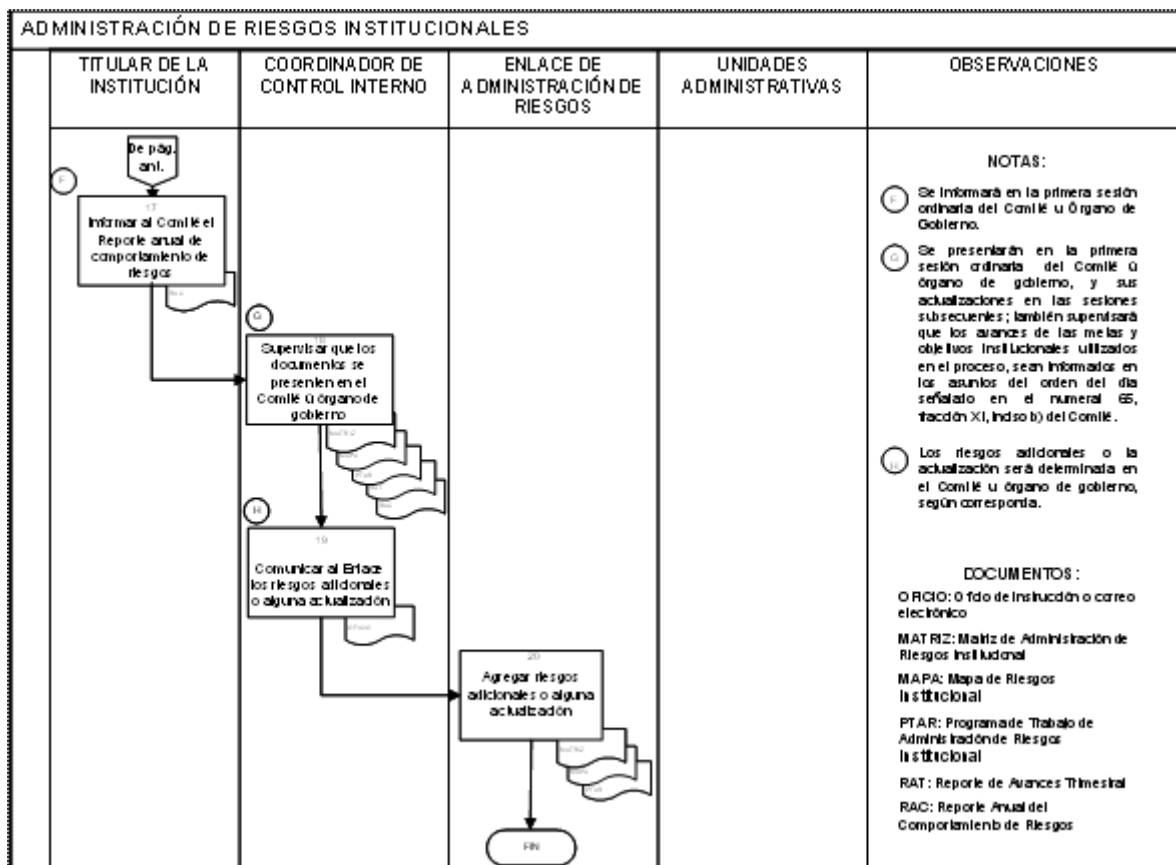 ADMINISTRACIÓN DE RIESGOS INSTITUCIONALES
TITULAR DE LA
INSTITUCIÓN
COORDINADOR DE
CONTROL INTERNO
ENLACE DE
ADMINISTRACIÓN DE
RIESGOS
UNIDADES
ADMINISTRATIVAS
OBSERVACIONES
De pág.
ant.
F
17
Informar al Comité el
Reporte anual de
comportamiento de
riesgos
G
18
Supervisar que los
documentos se
presenten en el
Comité ú órgano de
gobierno
MATRIZ
H
19
Comunicar al Enlace
los riesgos adicionales
o alguna actualización
OFICIO
20
Agregar riesgos
adicionales o alguna
actualización
MATRIZ
FIN
NOTAS:
F
Se informará en la primera sesión
ordinaria del Comité u Órgano de
Gobierno.
G
Se presentarán en la primera
sesión ordinaria del Comité ú
órgano de gobierno, y sus
actualizaciones en las sesiones
subsecuentes; también supervisará
que los avances de las metas y
objetivos institucionales utilizados
en el proceso, sean informados en
los asuntos del orden del día
señalado en el numeral 65,
fracción XI, inciso b) del Comité.
H
Los riesgos adicionales o la
actualización será determinada en
el Comité u órgano de gobierno,
según corresponda.
DOCUMENTOS:
OFICIO: Oficio de instrucción o correo
electrónico
MATRIZ: Matriz de Administración de
Riesgos Institucional
MAPA: Mapa de Riesgos
Institucional
PTAR: Programa de Trabajo de
Administración de Riesgos
Institucional
RAT: Reporte de Avances Trimestral
RAC: Reporte Anual del
Comportamiento de Riesgos